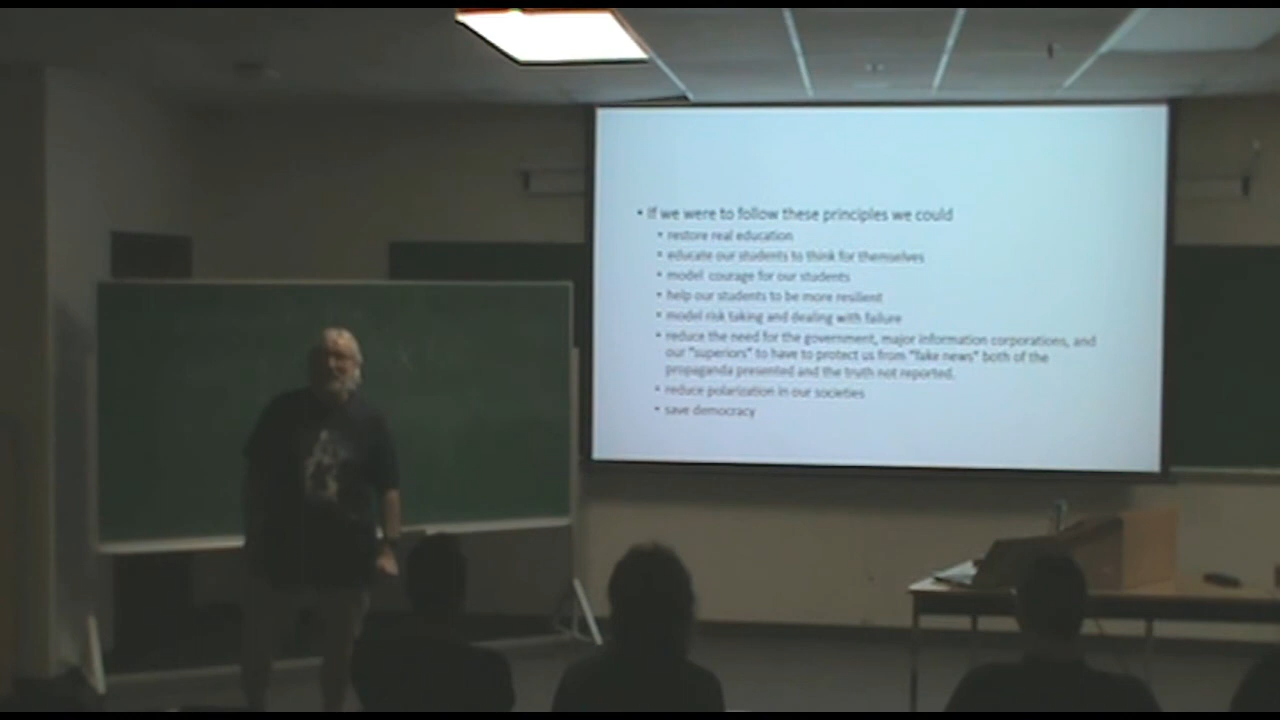 • If we were to follow these principles we could
• restore real education
• educate our students to think for themselves
• model courage for our students
• help our students to be more resilient
• model risk taking and dealing with failure
• reduce the need for the government, major information corporations, and
our "superiors" to have to protect us from "fake news" both of the
propaganda presented and the truth not reported.
• reduce polarization in our societies
• save democracy